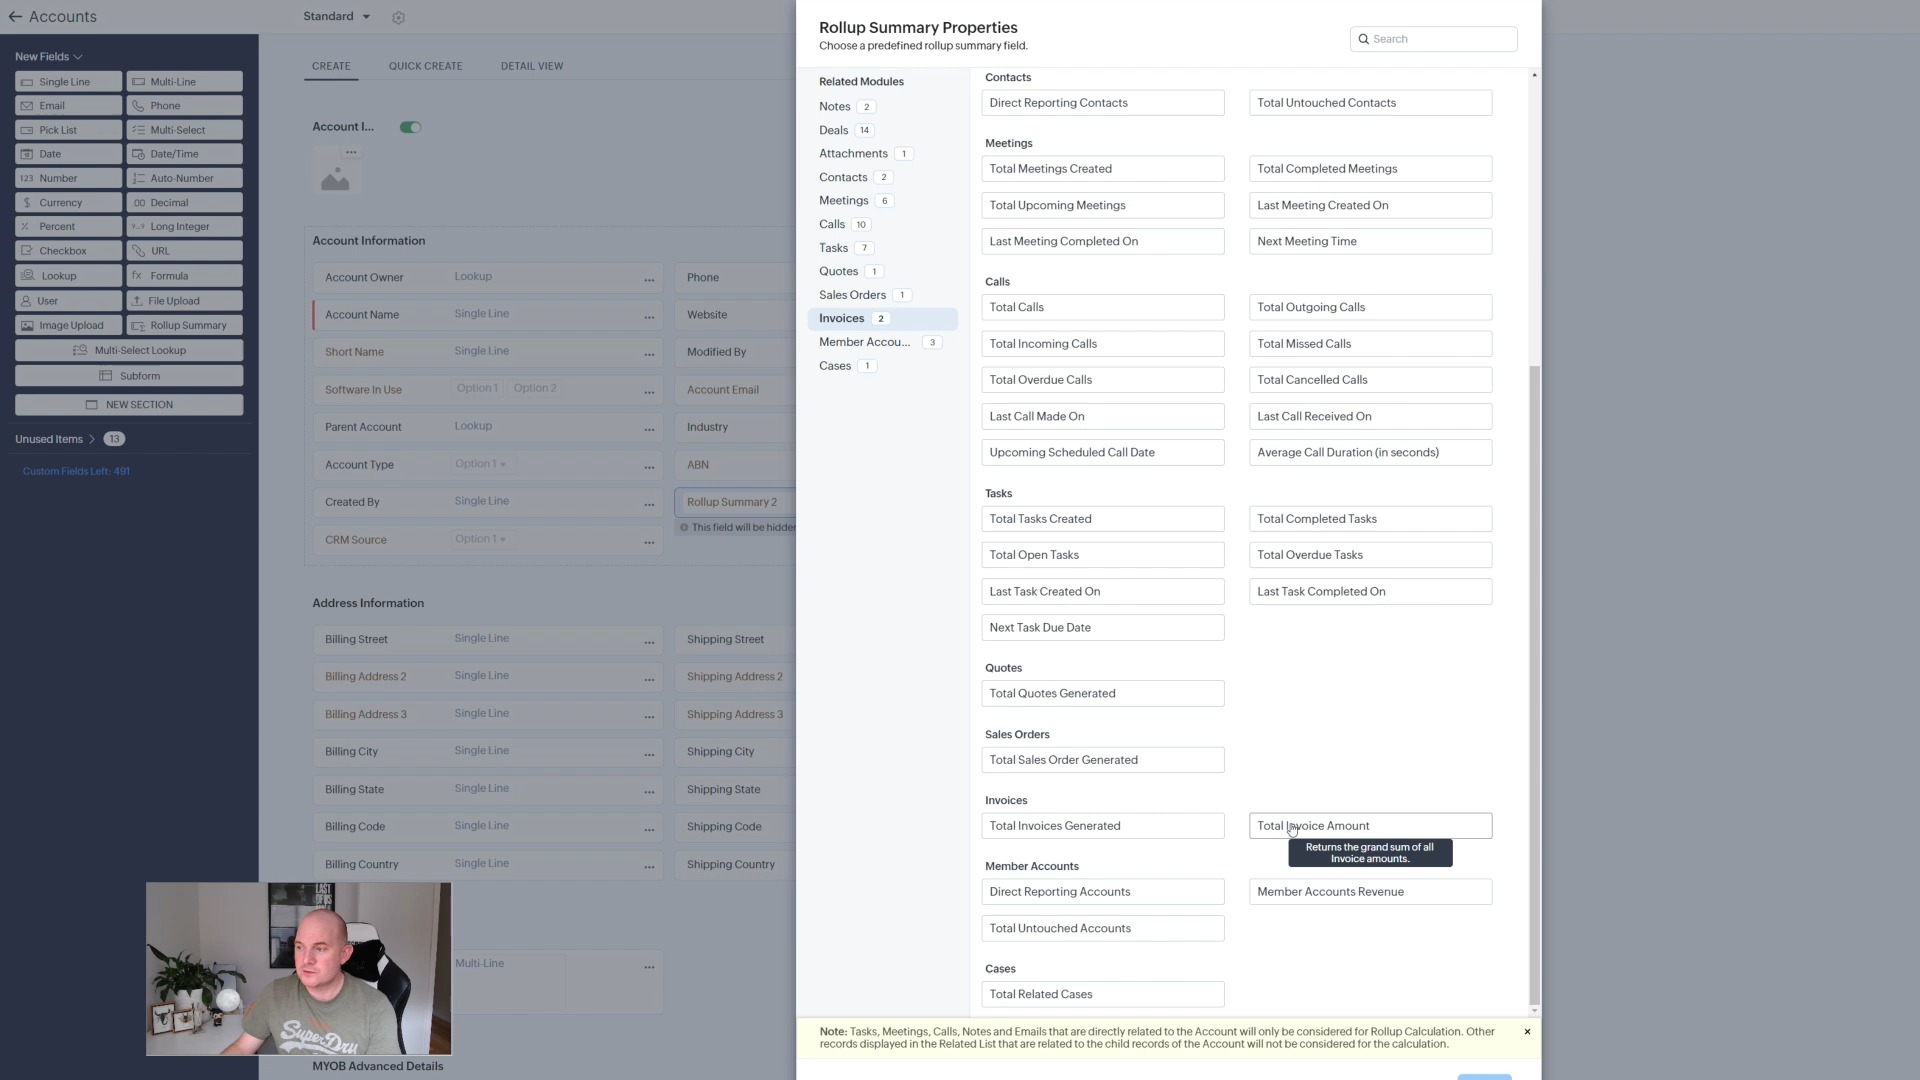 Accounts
Standard
New Fields
Single Line
Multi-Line
Email
Phone
Pick List
Multi-Select
Date
Date/Time
123 Number
Auto-Number
$ Currency
.00 Decimal
Percent
Long Integer
Checkbox
URL
Lookup
fx Formula
User
File Upload
Image Upload
Rollup Summary
Multi-Select Lookup
Subform
NEW SECTION
Unused Items 13
Custom Fields Left: 491
CREATE
QUICK CREATE
DETAIL VIEW
Account I...
Account Information
Account Owner Lookup
Phone
Account Name Single Line
Website
Short Name Single Line
Modified By
Software In Use Option 1 Option 2
Account Email
Parent Account Lookup
Industry
Account Type Option 1
ABN
Created By Single Line
Rollup Summary 2
This field will be hidden
CRM Source Option 1
Address Information
Billing Street Single Line
Shipping Street
Billing Address 2 Single Line
Shipping Address 2
Billing Address 3 Single Line
Shipping Address 3
Billing City Single Line
Shipping City
Billing State Single Line
Shipping State
Billing Code Single Line
Shipping Code
Billing Country Single Line
Shipping Country
Multi-Line
MYOB Advanced Details
LAST OF US
SuperDry
Rollup Summary Properties
Choose a predefined rollup summary field.
Search
Related Modules
Notes 2
Deals 14
Attachments 1
Contacts 2
Meetings 6
Calls 10
Tasks 7
Quotes 1
Sales Orders 1
Invoices 2
Member Accou... 3
Cases 1
Contacts
Direct Reporting Contacts
Total Untouched Contacts
Meetings
Total Meetings Created
Total Completed Meetings
Total Upcoming Meetings
Last Meeting Created On
Last Meeting Completed On
Next Meeting Time
Calls
Total Calls
Total Outgoing Calls
Total Incoming Calls
Total Missed Calls
Total Overdue Calls
Total Cancelled Calls
Last Call Made On
Last Call Received On
Upcoming Scheduled Call Date
Average Call Duration (in seconds)
Tasks
Total Tasks Created
Total Completed Tasks
Total Open Tasks
Total Overdue Tasks
Last Task Created On
Last Task Completed On
Next Task Due Date
Quotes
Total Quotes Generated
Sales Orders
Total Sales Order Generated
Invoices
Total Invoices Generated
Total Invoice Amount
Returns the grand sum of all
Invoice amounts.
Member Accounts
Direct Reporting Accounts
Member Accounts Revenue
Total Untouched Accounts
Cases
Total Related Cases
Note: Tasks, Meetings, Calls, Notes and Emails that are directly related to the Account will only be considered for Rollup Calculation. Other
records displayed in the Related List that are related to the child records of the Account will not be considered for the calculation.